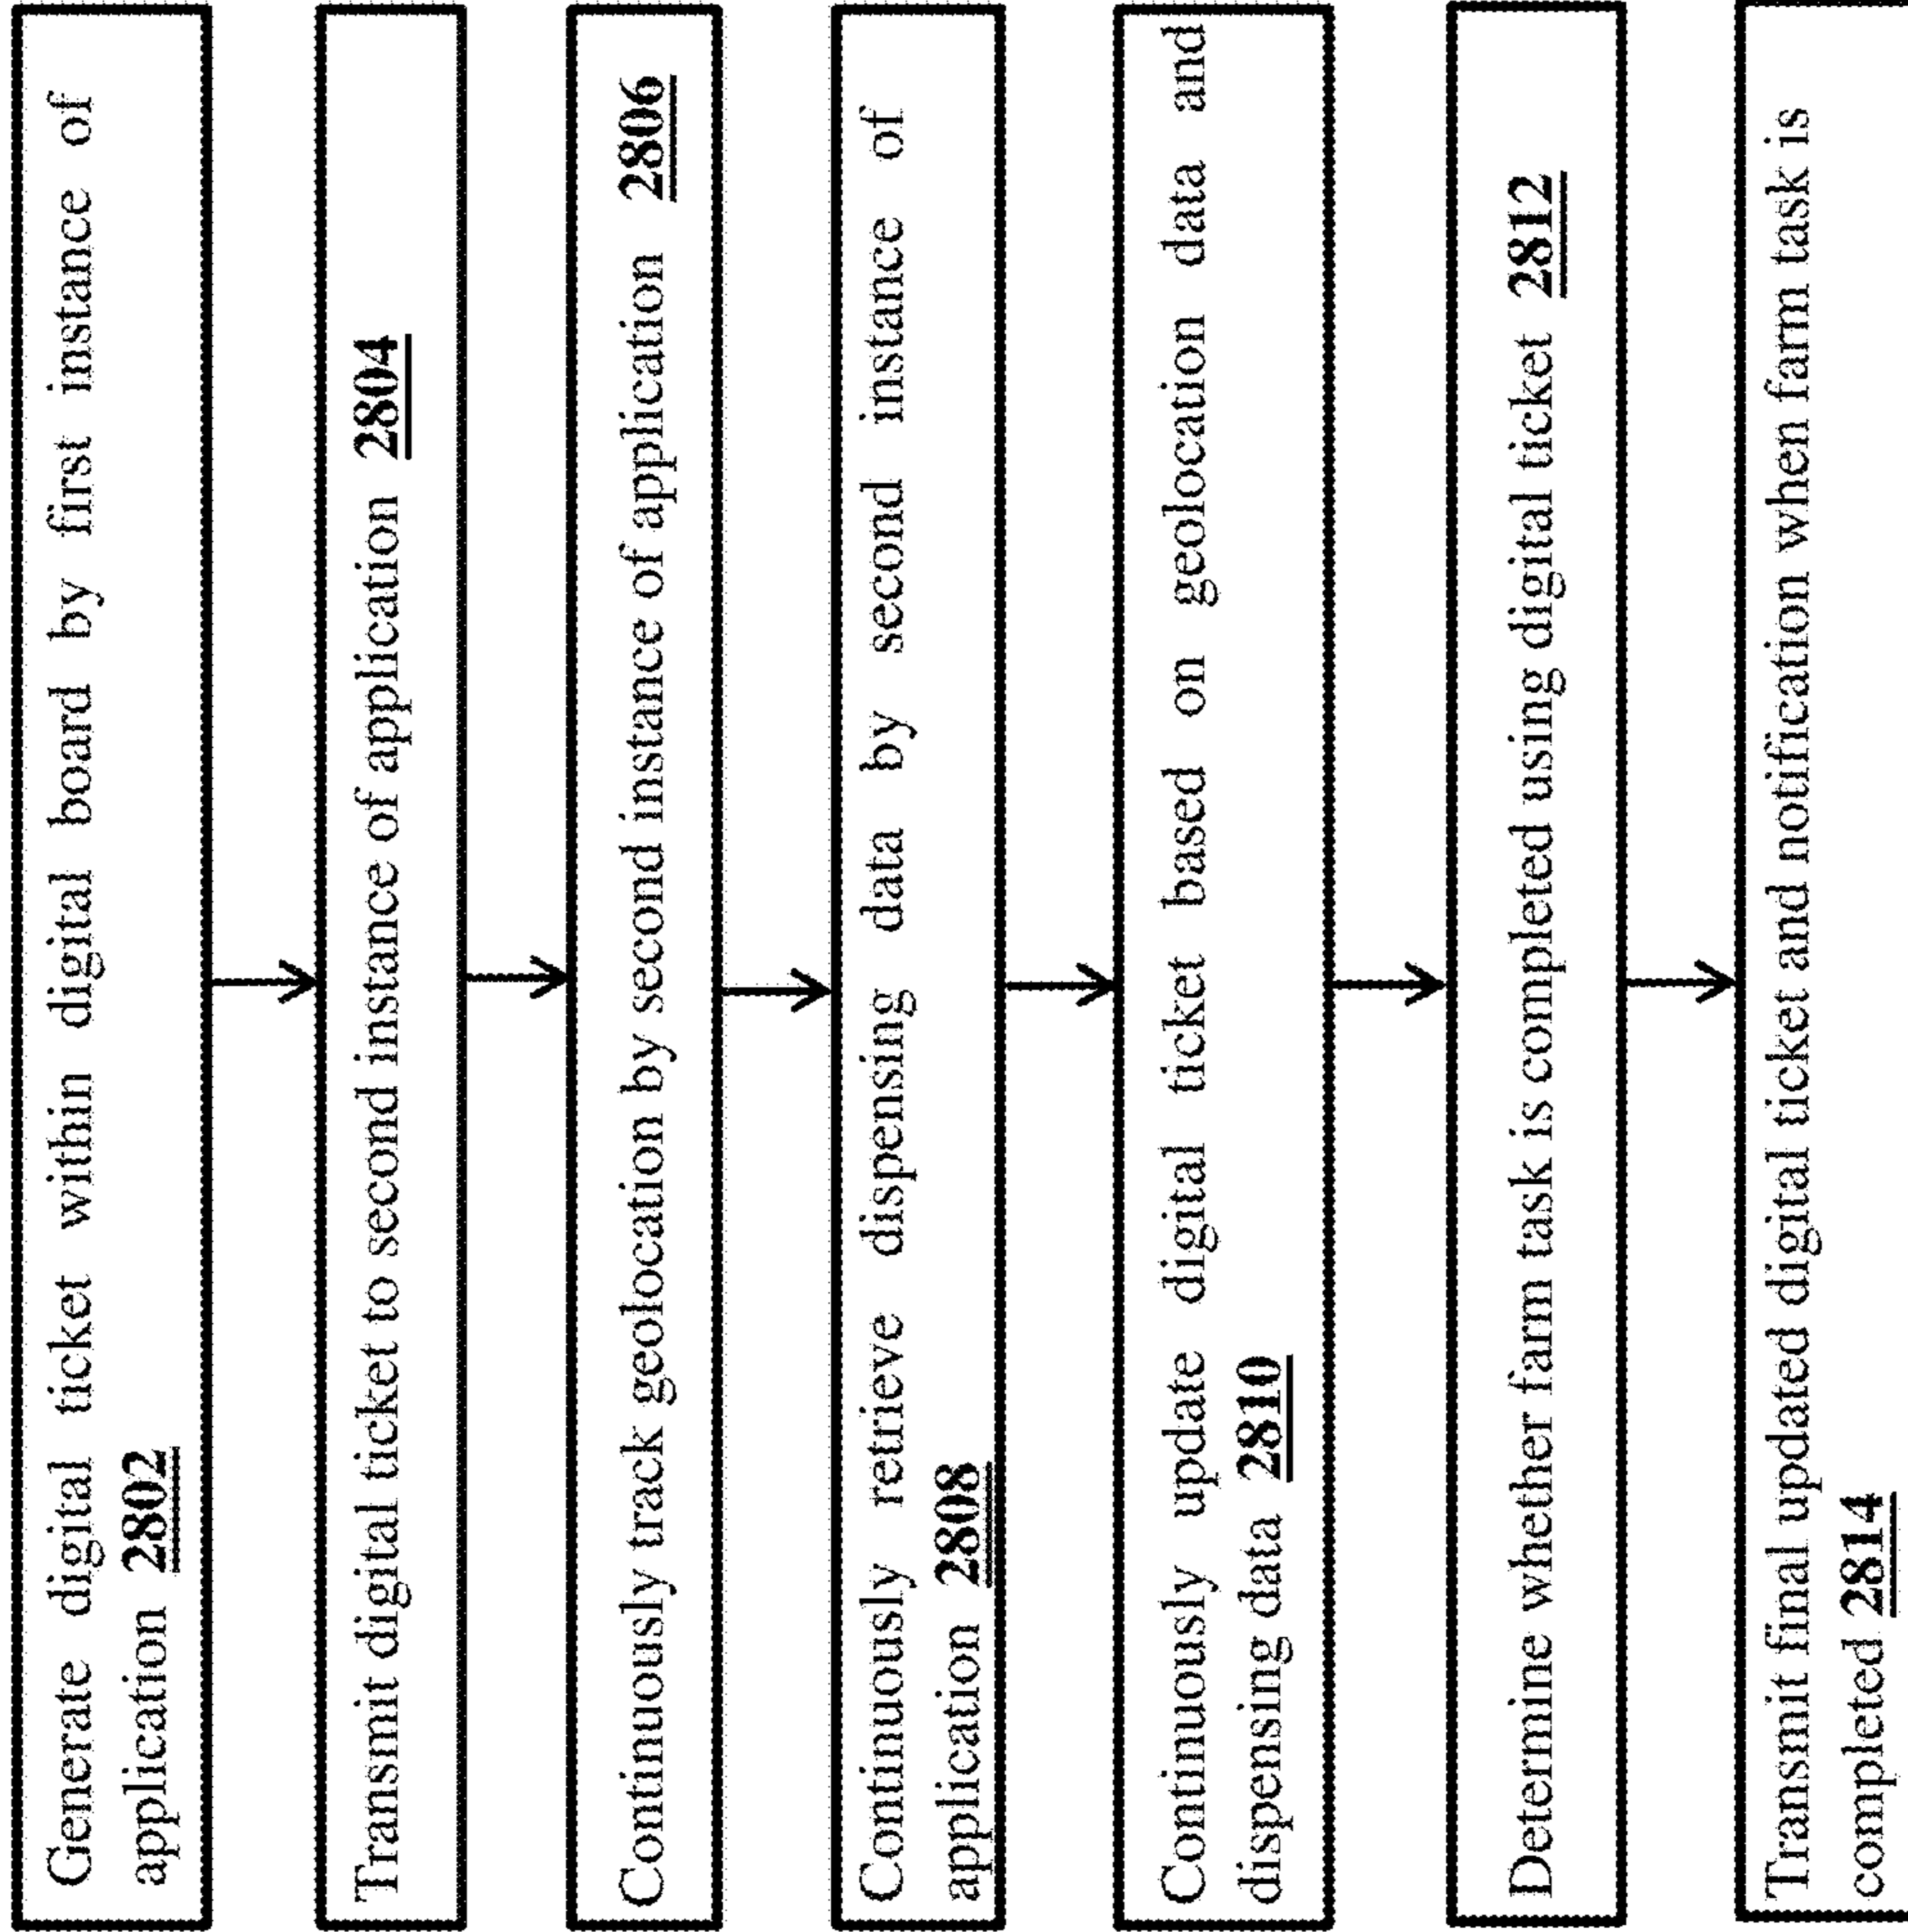 Generate digital ticket within digital board by first instance of
application 2802
Transmit digital ticket to second instance of application 2804
Continuously track geolocation by second instance of application 2806
Continuously retrieve dispensing data by second instance of
application 2808
Continuously update digital ticket based on geolocation data and
dispensing data 2810
Determine whether farm task is completed using digital ticket 2812
Transmit final updated digital ticket and notification when farm task is
completed 2814